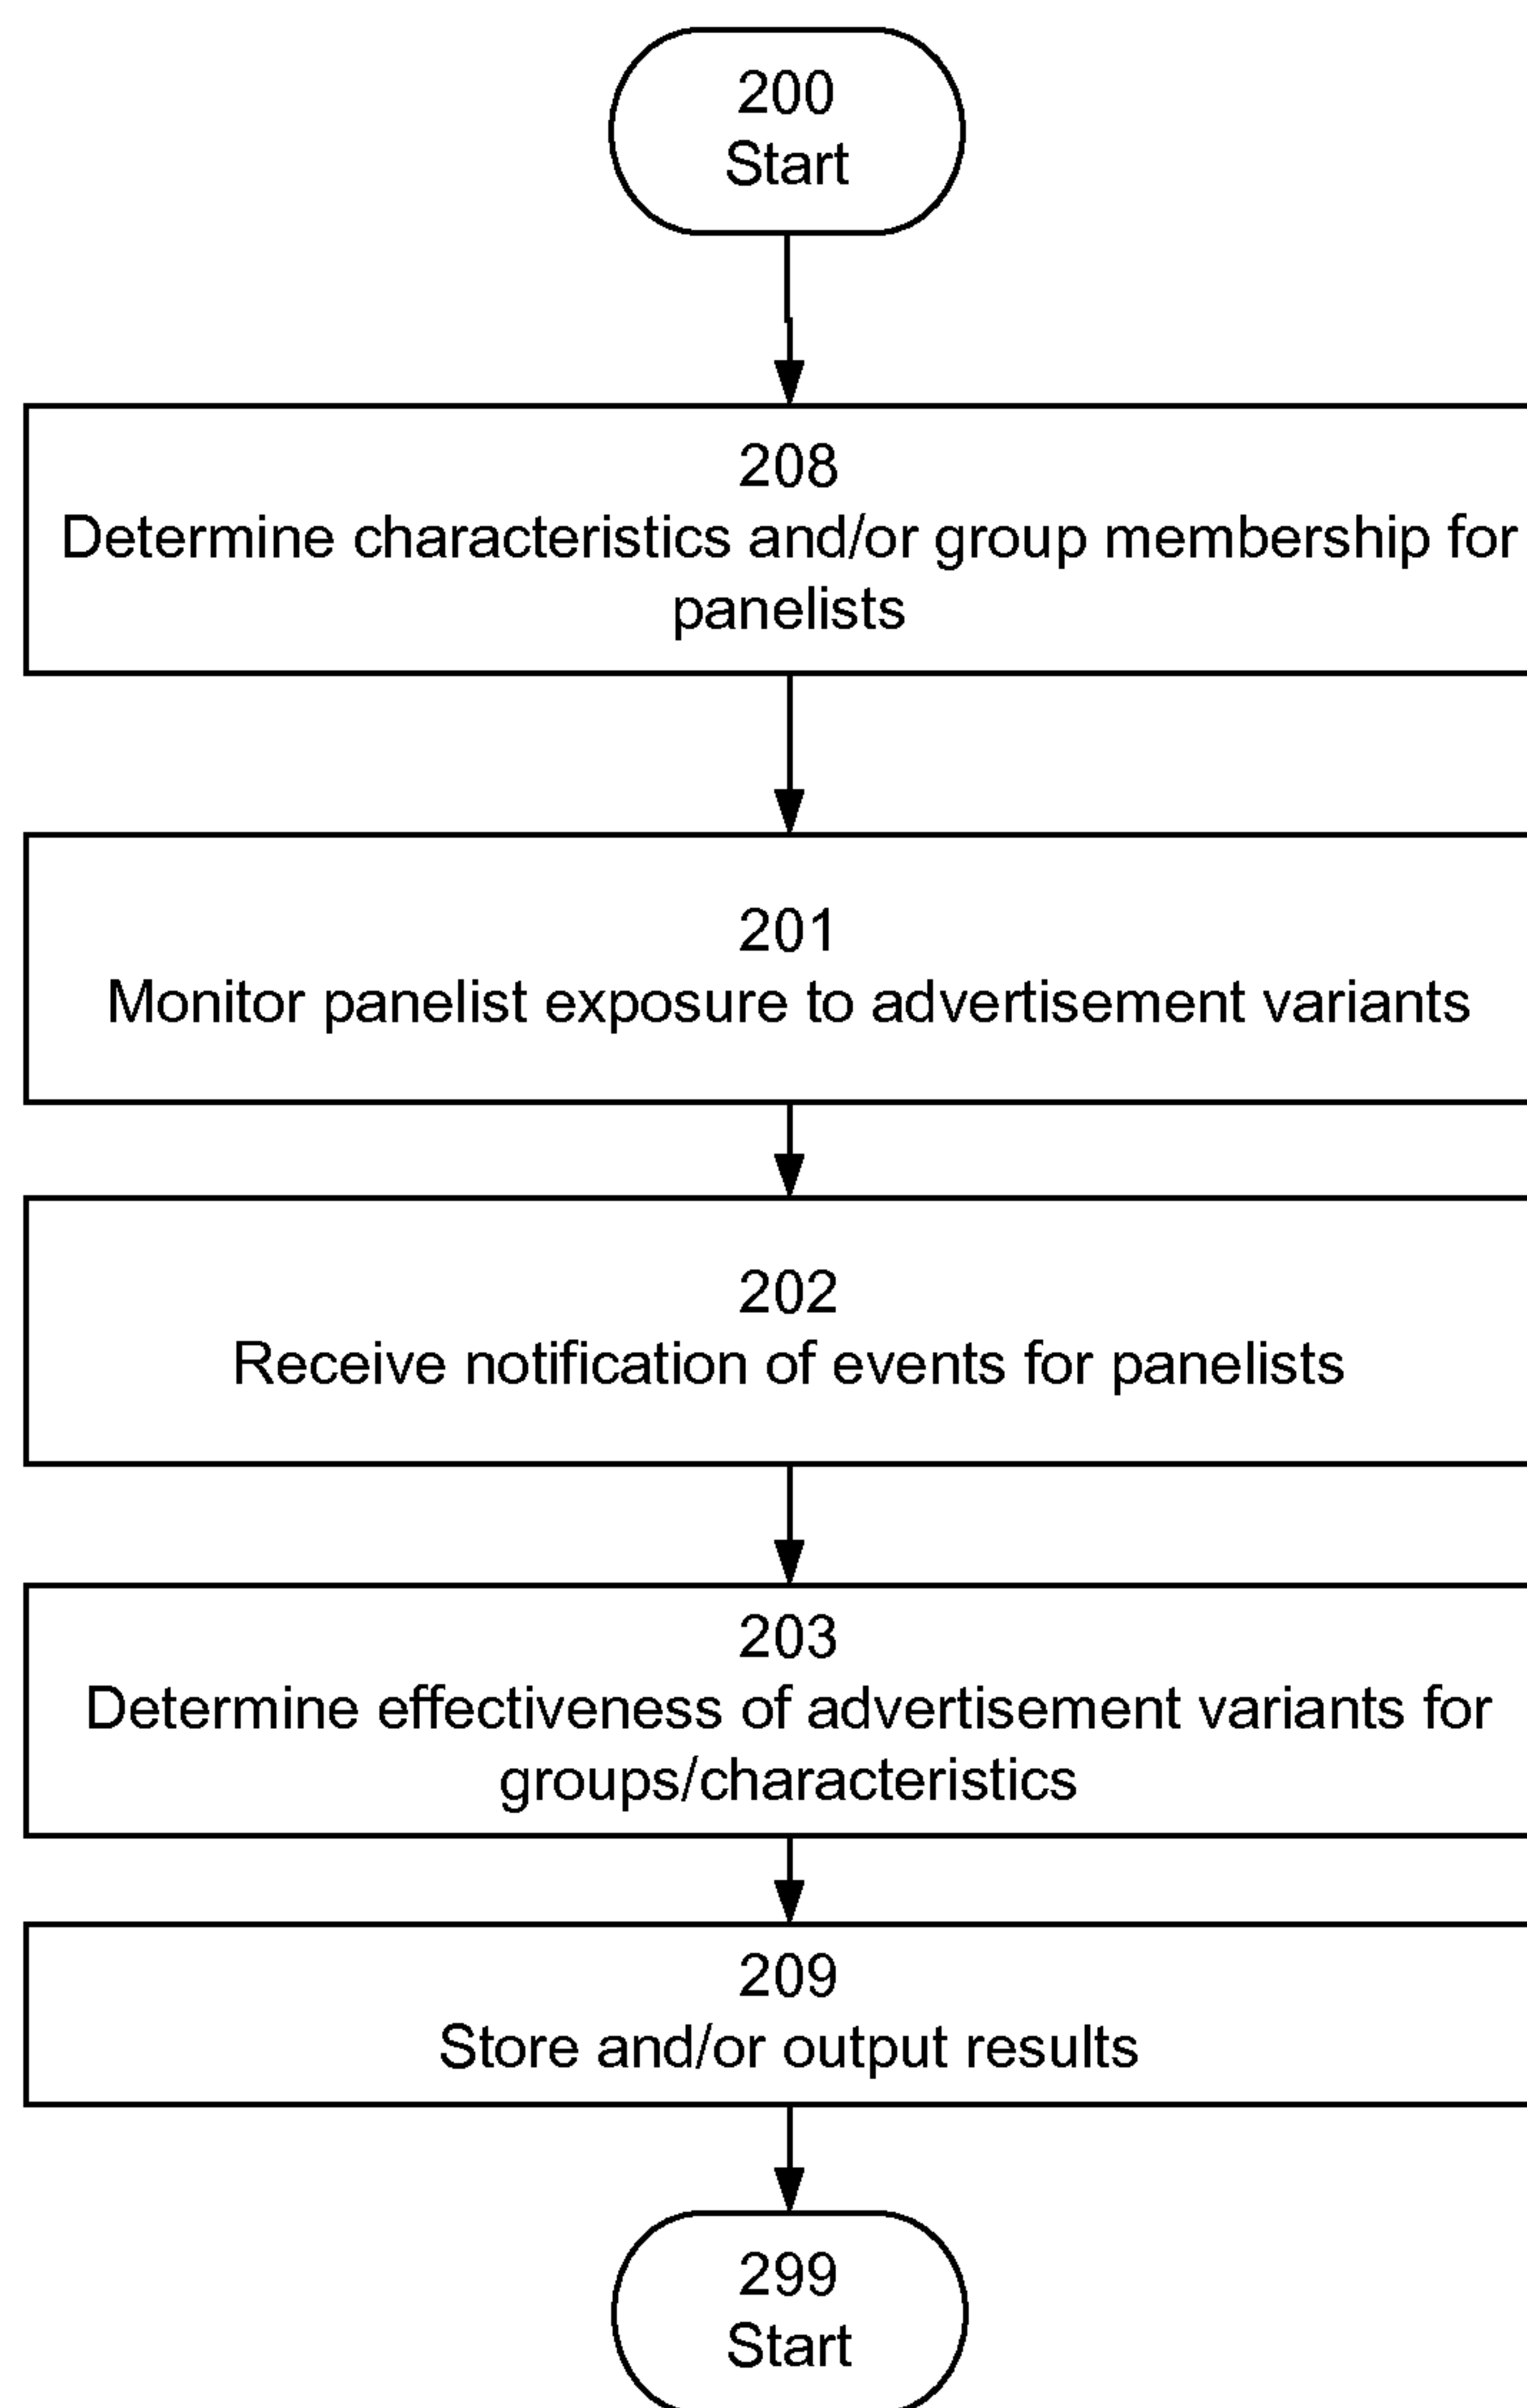 200
Start
208
Determine characteristics and/or group membership for
panelists
201
Monitor panelist exposure to advertisement variants
202
Receive notification of events for panelists
203
Determine effectiveness of advertisement variants for
groups/characteristics
209
Store and/or output results
299
Start